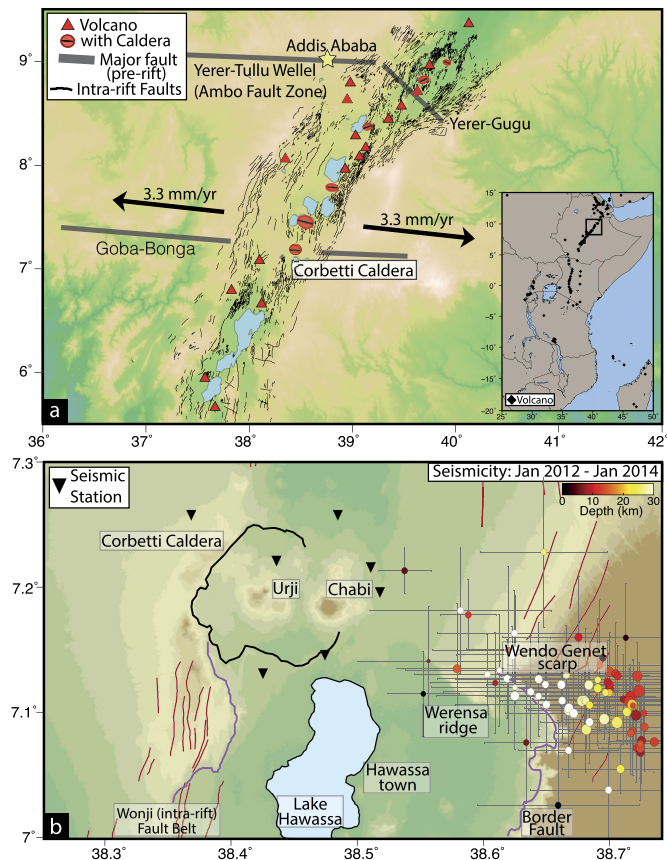 Volcano
with Caldera
Major fault
(pre-rift)
Intra-rift Faults
Addis Ababa
Yerer-Tullu Wellel
(Ambo Fault Zone)
Yerer-Gugu
3.3 mm/yr
3.3 mm/yr
Goba-Bonga
Corbetti Caldera
9°
8°
7°
6°
15°
10°
5°
0°
−5°
−10°
−15°
−20°
25° 30° 35° 40° 45° 50°
Volcano
a
36° 37° 38° 39° 40° 41° 42°
7.3°
Seismic
Station
Seismicity: Jan 2012 - Jan 2014
0 10 20 30
Depth (km)
Corbetti Caldera
7.2°
Urji
Chabi
Wendo Genet
scarp
7.1°
Werensa
ridge
Hawassa
town
Wonji (intra-rift)
Fault Belt
Lake
Hawassa
Border
Fault
b
7°
38.3° 38.4° 38.5° 38.6° 38.7°